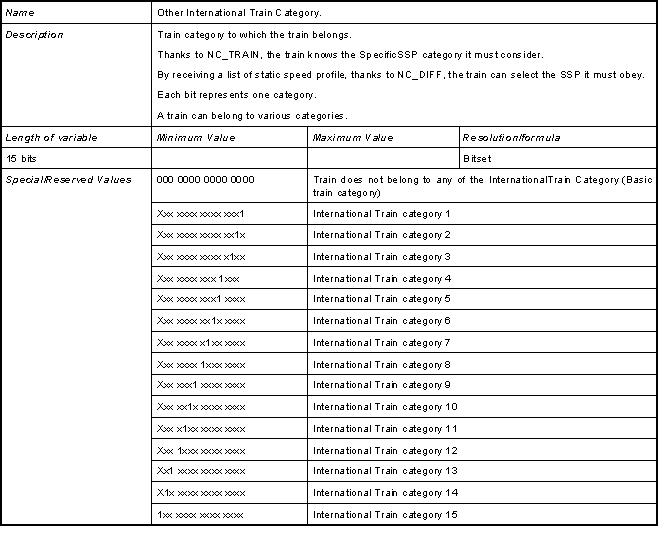 Name Other International Train Category.
Description Train category to which the train belongs.
Thanks to NC_TRAIN, the train knows the SpecificSSP category it must consider.
By receiving a list of static speed profile, thanks to NC_DIFF, the train can select the SSP it must obey.
Each bit represents one category.
A train can belong to various categories.
Length of variable Minimum Value Maximum Value Resolution/formula
15 bits Bitset
Special/Reserved Values 000 0000 0000 0000 Train does not belong to any of the InternationalTrain Category (Basic
train category)
Xxx xxxx xxxx xxx1 International Train category 1
Xxx xxxx xxxx xx1x International Train category 2
Xxx xxxx xxxx x1xx International Train category 3
Xxx xxxx xxx 1xxx International Train category 4
Xxx xxxx xxx1 xxxx International Train category 5
Xxx xxxx xx1x xxxx International Train category 6
Xxx xxxx x1xx xxxx International Train category 7
Xxx xxxx 1xxx xxxx International Train category 8
Xxx xxx1 xxxx xxxx International Train category 9
Xxx xx1x xxxx xxxx International Train category 10
Xxx x1xx xxxx xxxx International Train category 11
Xxx 1xxx xxxx xxxx International Train category 12
Xx1 xxxx xxxx xxxx International Train category 13
X1x xxxx xxxx xxxx International Train category 14
1xx xxxx xxxx xxxx International Train category 15